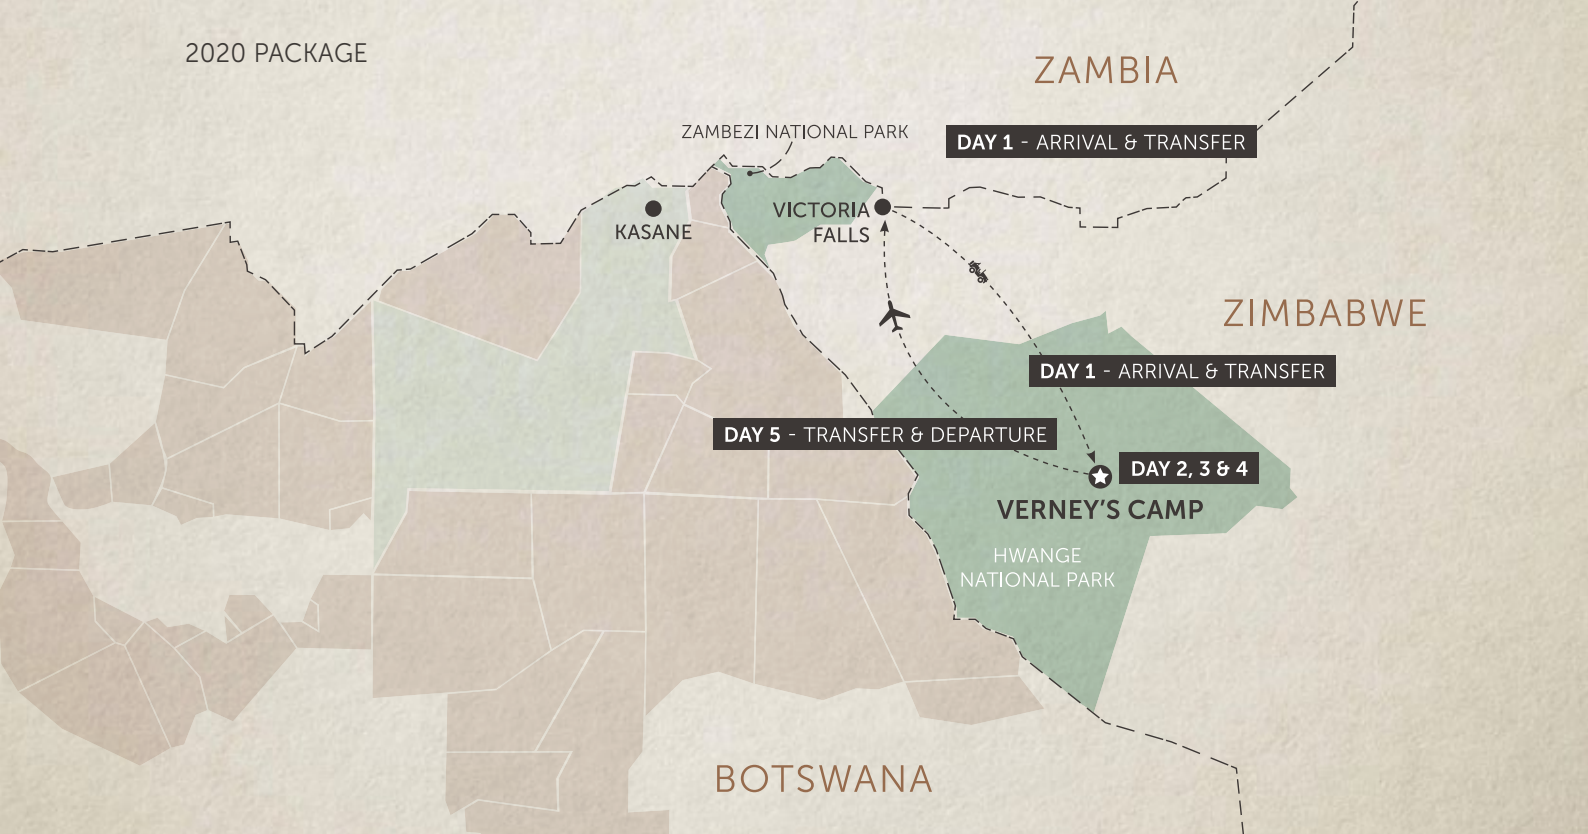 2020 PACKAGE
ZAMBIA
ZAMBEZI NATIONAL PARK
DAY 1 - ARRIVAL & TRANSFER
KASANE
VICTORIA
FALLS
ZIMBABWE
DAY 1 - ARRIVAL & TRANSFER
DAY 5 - TRANSFER & DEPARTURE
DAY 2, 3 & 4
VERNEY'S CAMP
HWANGE
NATIONAL PARK
BOTSWANA